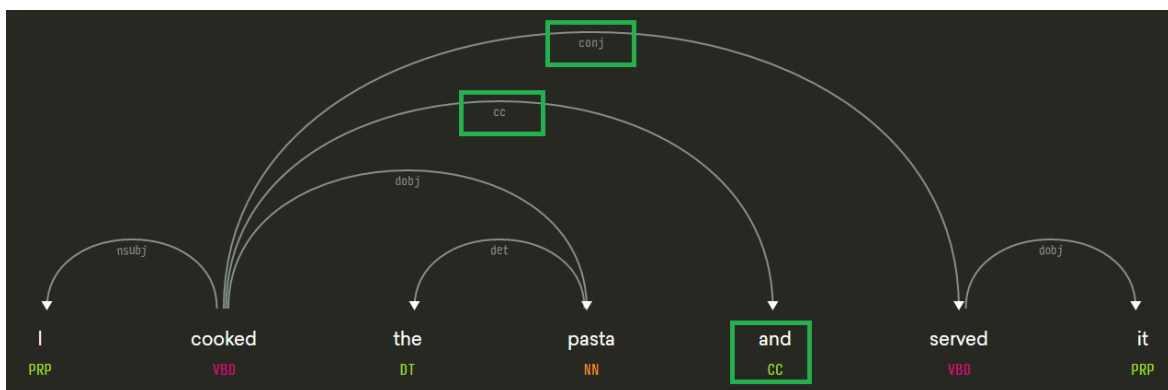 conj
cc
dobj
nsubj det dobj
I cooked the pasta and served it
PRP VBD DT NN CC VBD PRP